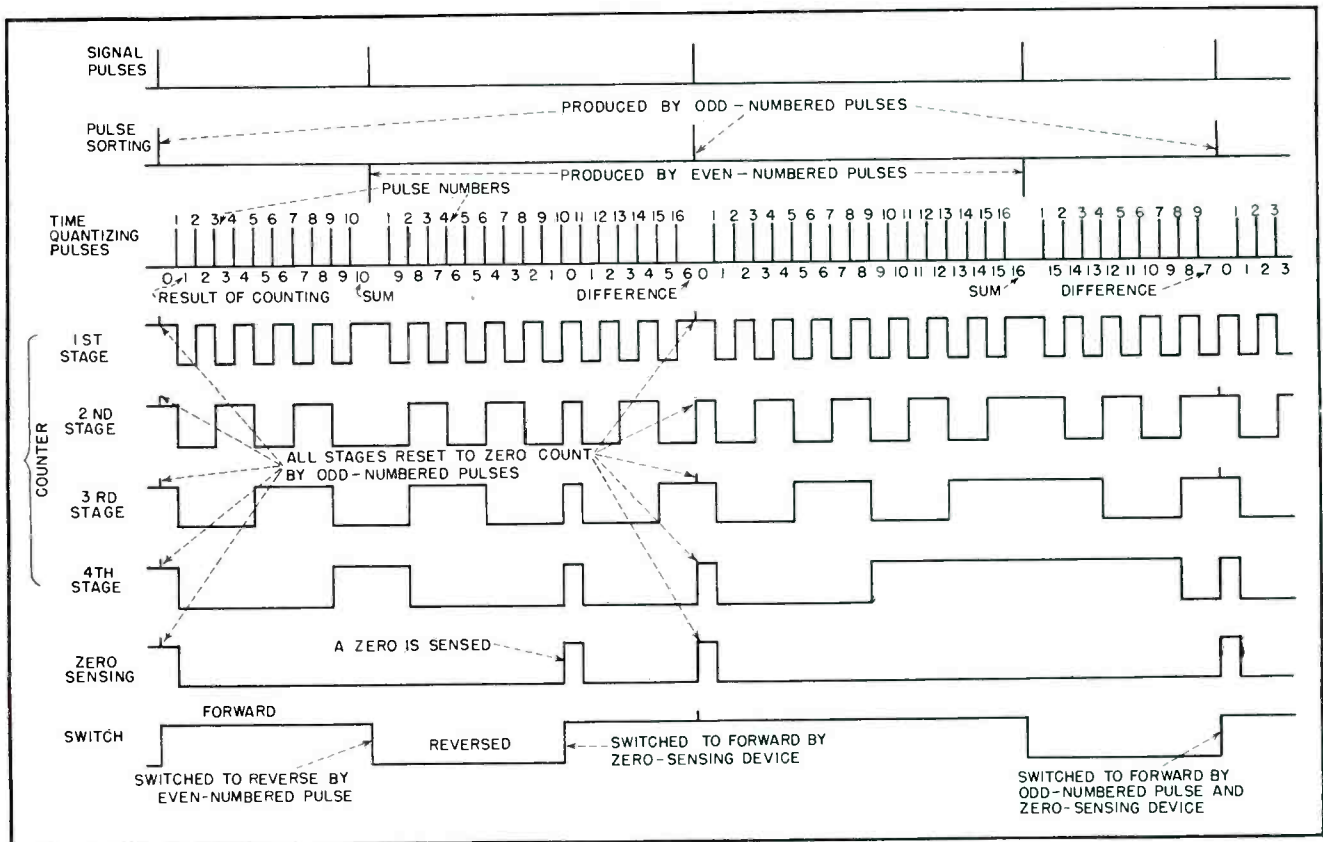 SIGNAL
PULSES
PRODUCED BY ODD-NUMBERED PULSES
PULSE
SORTING
PRODUCED BY EVEN-NUMBERED PULSES
PULSE NUMBERS
TIME
QUANTIZING
PULSES
1 2 3 4 5 6 7 8 9 10 1 2 3 4 5 6 7 8 9 10 11 12 13 14 15 16 1 2 3 4 5 6 7 8 9 10 11 12 13 14 15 16 1 2 3 4 5 6 7 8 9 1 2 3
0 1 2 3 4 5 6 7 8 9 10 9 8 7 6 5 4 3 2 1 0 1 2 3 4 5 6 0 1 2 3 4 5 6 7 8 9 10 11 12 13 14 15 16 15 14 13 12 11 10 9 8 7 0 1 2 3
RESULT OF COUNTING SUM DIFFERENCE SUM DIFFERENCE
COUNTER
1 ST
STAGE
2 ND
STAGE
ALL STAGES RESET TO ZERO COUNT
BY ODD-NUMBERED PULSES
3 RD
STAGE
4TH
STAGE
A ZERO IS SENSED
ZERO
SENSING
FORWARD
SWITCH
REVERSED
SWITCHED TO FORWARD BY
ZERO-SENSING DEVICE
SWITCHED TO REVERSE BY
EVEN-NUMBERED PULSE
SWITCHED TO FORWARD BY
ODD-NUMBERED PULSE AND
ZERO-SENSING DEVICE